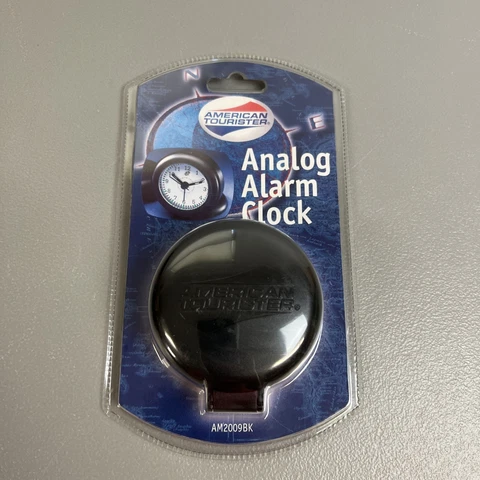 N
AMERICAN
TOURISTER®
E
Analog
Alarm
Clock
AMERICAN
TOURISTER®
AM2009BK